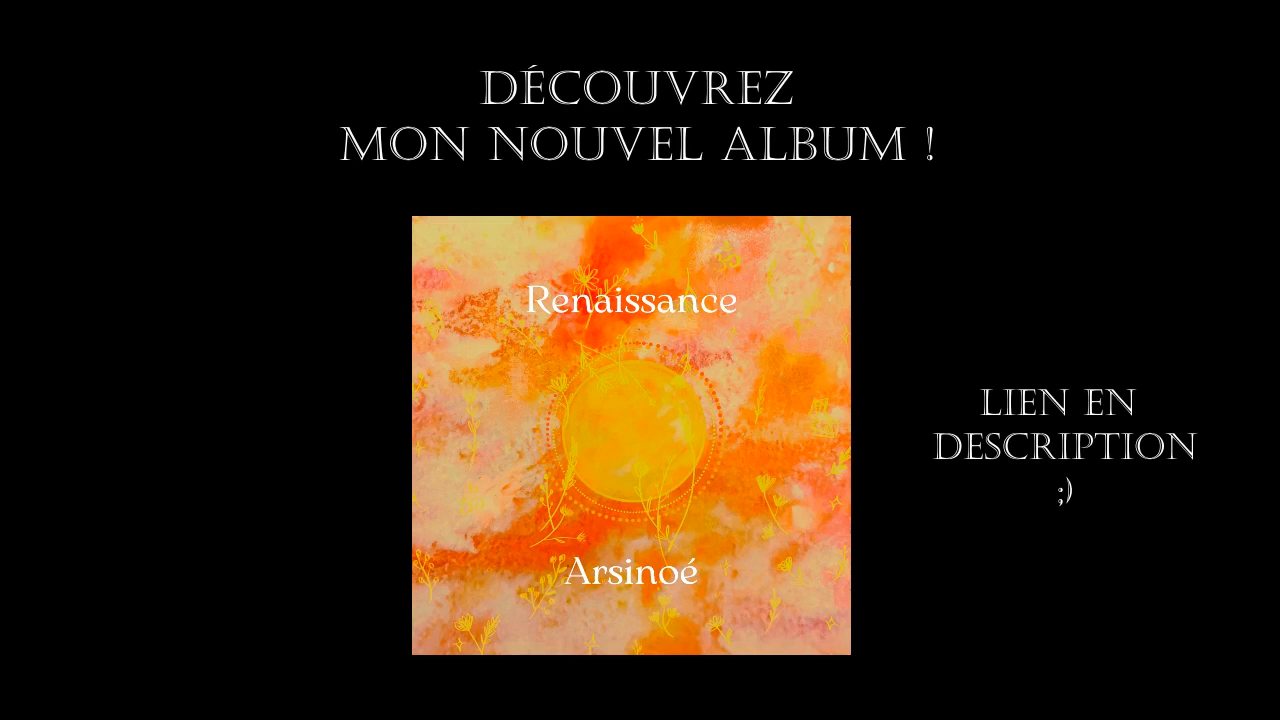 DÉCOUVREZ
MON NOUVEL ALBUM !
Renaissance
Arsinoé
LIEN EN
DESCRIPTION
;)